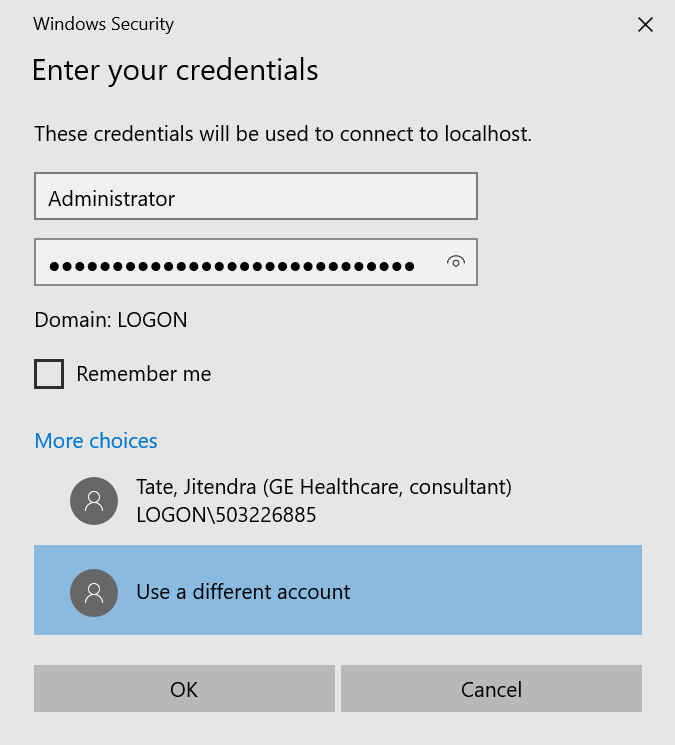 Windows Security
Enter your credentials
These credentials will be used to connect to localhost.
Administrator
●●●●●●●●●●●●●●●●●●●●●●●●●●●●●
Domain: LOGON
Remember me
More choices
Tate, Jitendra (GE Healthcare, consultant)
LOGON\503226885
Use a different account
OK
Cancel